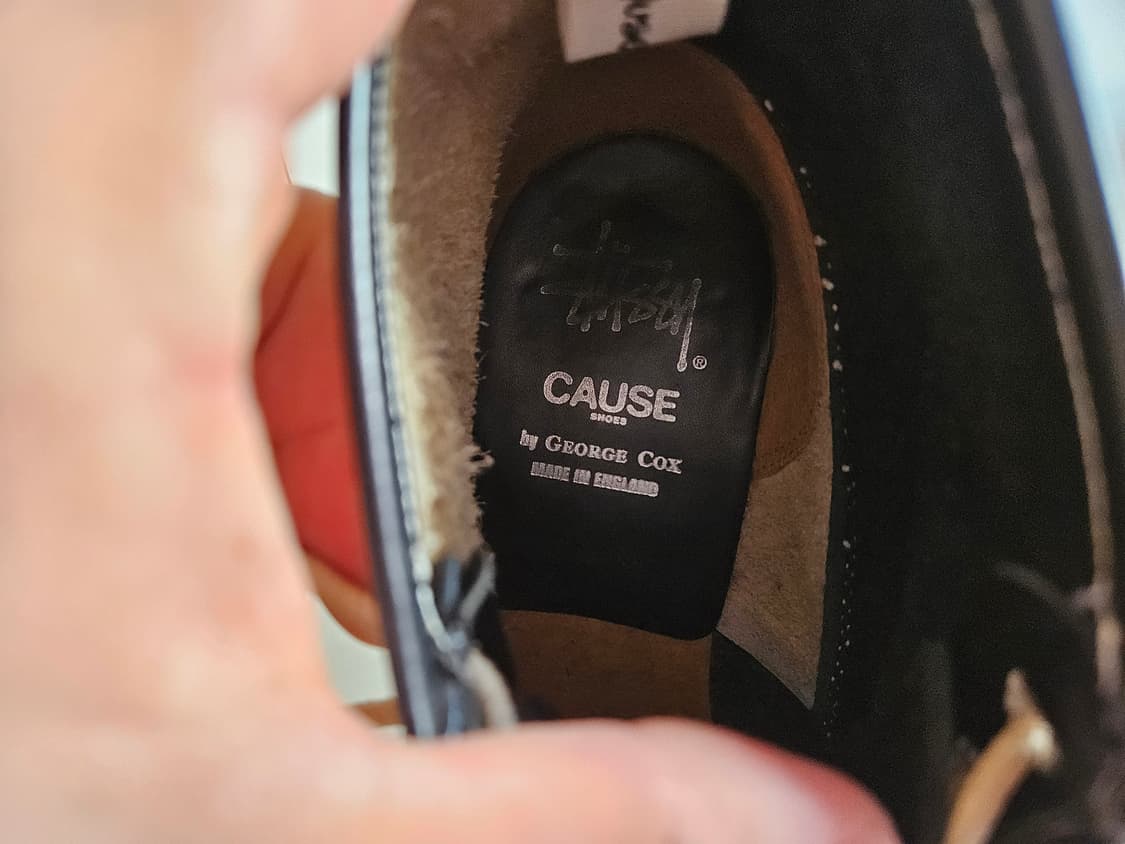 Stüssy®
CAUSE
SHOES
by GEORGE COX
MADE IN ENGLAND